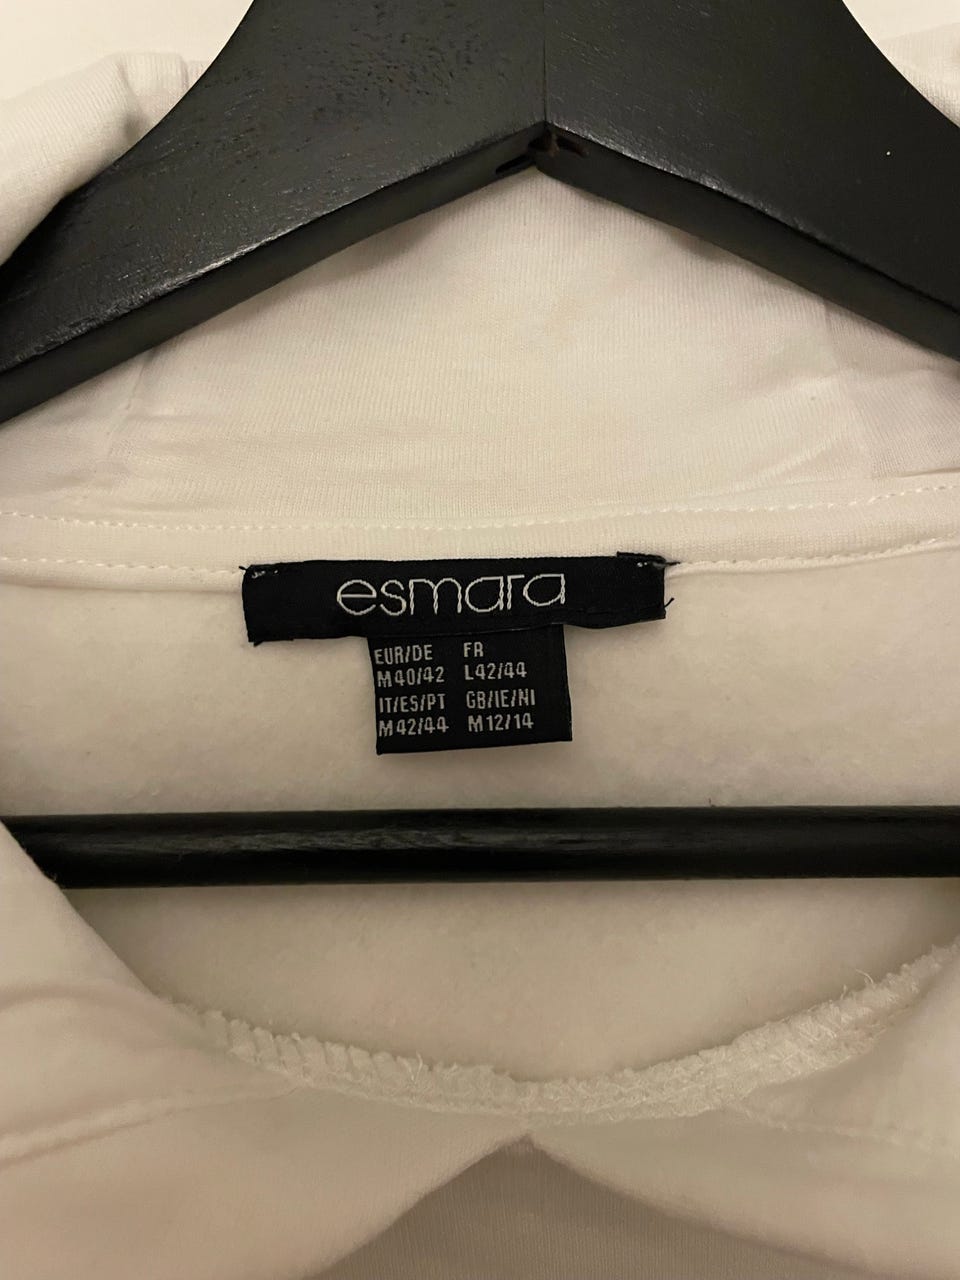 esmara
EUR/DE FR
M40/42 L42/44
IT/ES/PT GB/IE/NI
M42/44 M12/14